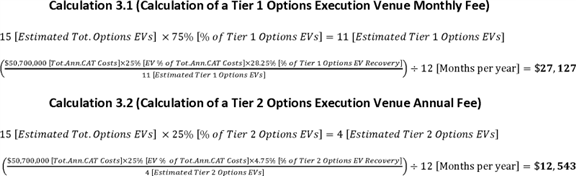 Calculation 3.1 (Calculation of a Tier 1 Options Execution Venue Monthly Fee)
15 [Estimated Tot. Options EVs] × 75% [% of Tier 1 Options EVs] = 11 [Estimated Tier 1 Options EVs]
($50,700,000 [Tot.Ann.CAT Costs]×25% [EV % of Tot.Ann.CAT Costs]×28.25% [% of Tier 1 Options EV Recovery] / 11 [Estimated Tier 1 Options EVs]) ÷ 12 [Months per year] = $27,127
Calculation 3.2 (Calculation of a Tier 2 Options Execution Venue Annual Fee)
15 [Estimated Tot. Options EVs] × 25% [% of Tier 2 Options EVs] = 4 [Estimated Tier 2 Options EVs]
($50,700,000 [Tot.Ann.CAT Costs]×25% [EV % of Tot.Ann.CAT Costs]×4.75% [% of Tier 2 Options EV Recovery] / 4 [Estimated Tier 2 Options EVs]) ÷ 12 [Months per year] = $12,543